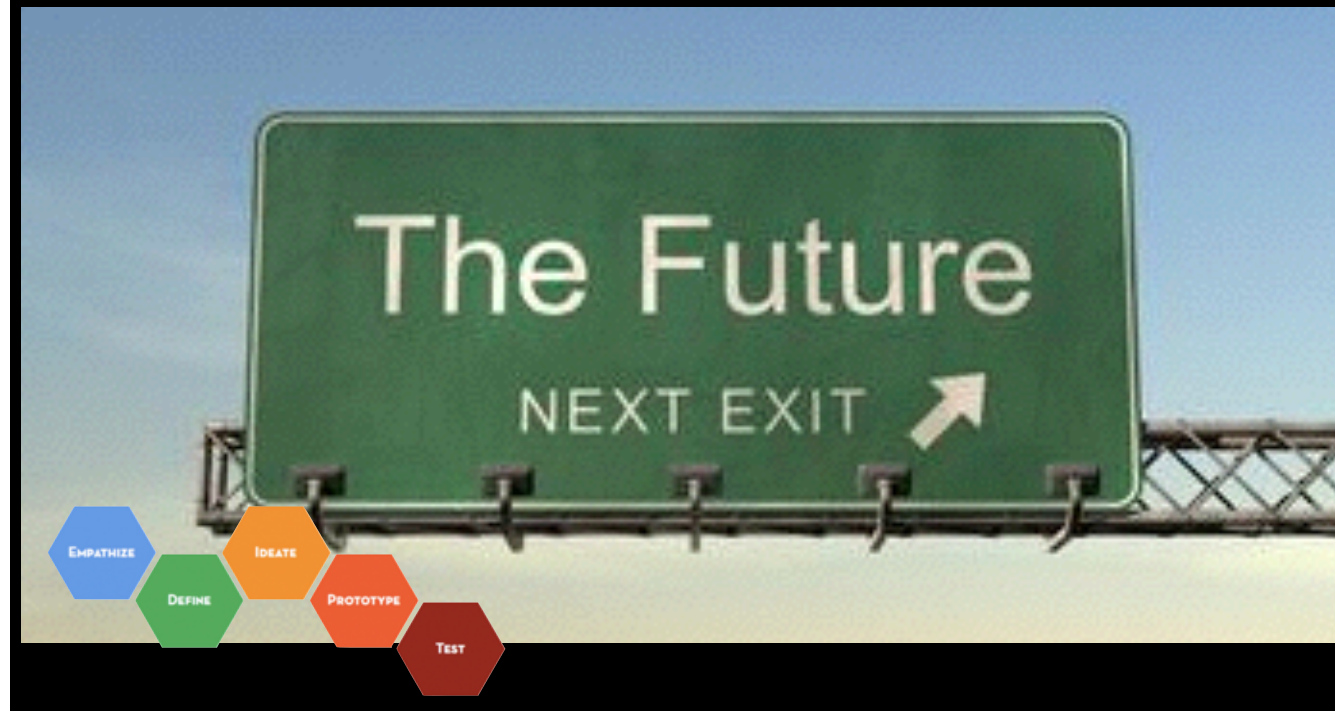 The Future
NEXT EXIT
EMPATHIZE
DEFINE
IDEATE
PROTOTYPE
TEST